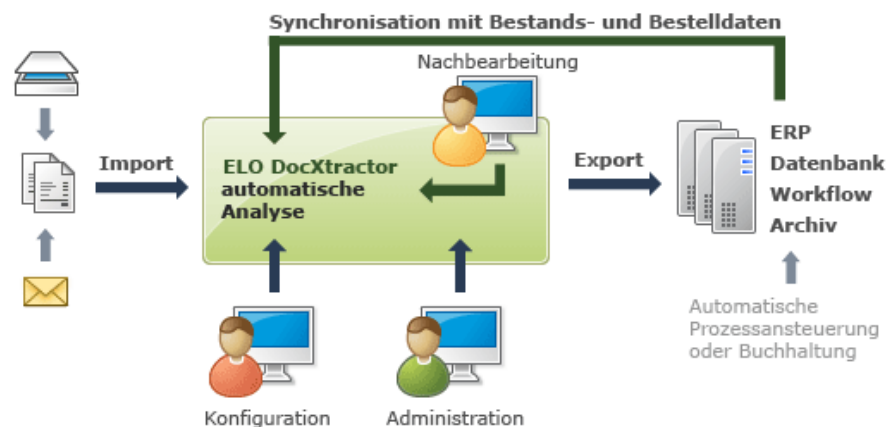 Synchronisation mit Bestands- und Bestelldaten
Nachbearbeitung
Import
ELO DocXtractor
automatische
Analyse
Export
ERP
Datenbank
Workflow
Archiv
Automatische
Prozessansteuerung
oder Buchhaltung
Konfiguration
Administration